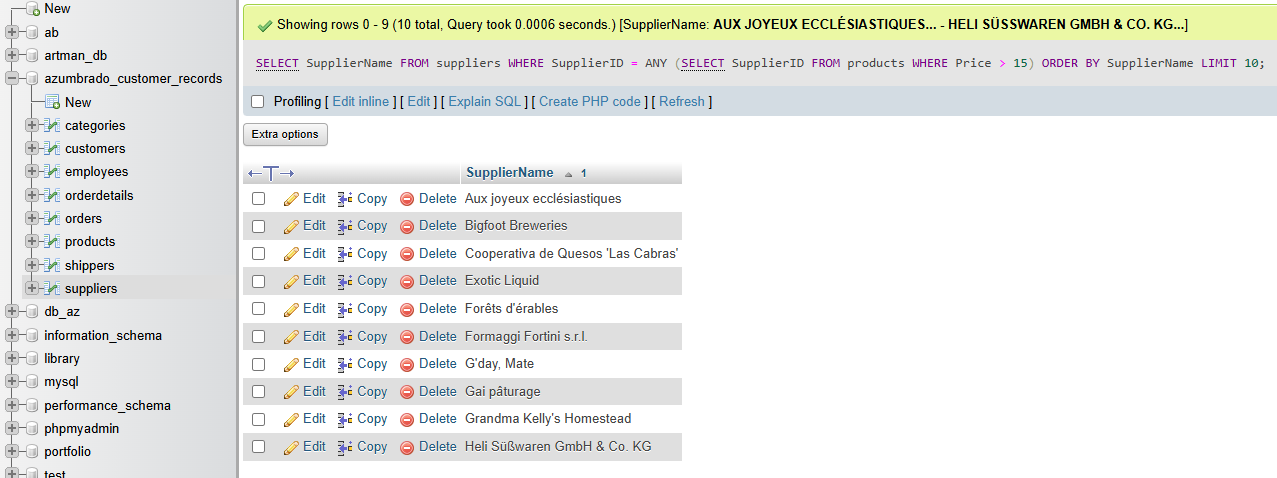 New
ab
artman_db
azumbrado_customer_records
New
categories
customers
employees
orderdetails
orders
products
shippers
suppliers
db_az
information_schema
library
mysql
performance_schema
phpmyadmin
portfolio
test
Showing rows 0 - 9 (10 total, Query took 0.0006 seconds.) [SupplierName: AUX JOYEUX ECCLÉSIASTIQUES... - HELI SÜSSWAREN GMBH & CO. KG...]
SELECT SupplierName FROM suppliers WHERE SupplierID = ANY (SELECT SupplierID FROM products WHERE Price > 15) ORDER BY SupplierName LIMIT 10;
Profiling [ Edit inline ] [ Edit ] [ Explain SQL ] [ Create PHP code ] [ Refresh ]
Extra options
←T→ SupplierName 1
Edit Copy Delete Aux joyeux ecclésiastiques
Edit Copy Delete Bigfoot Breweries
Edit Copy Delete Cooperativa de Quesos 'Las Cabras'
Edit Copy Delete Exotic Liquid
Edit Copy Delete Forêts d'érables
Edit Copy Delete Formaggi Fortini s.r.l.
Edit Copy Delete G'day, Mate
Edit Copy Delete Gai pâturage
Edit Copy Delete Grandma Kelly's Homestead
Edit Copy Delete Heli Süßwaren GmbH & Co. KG